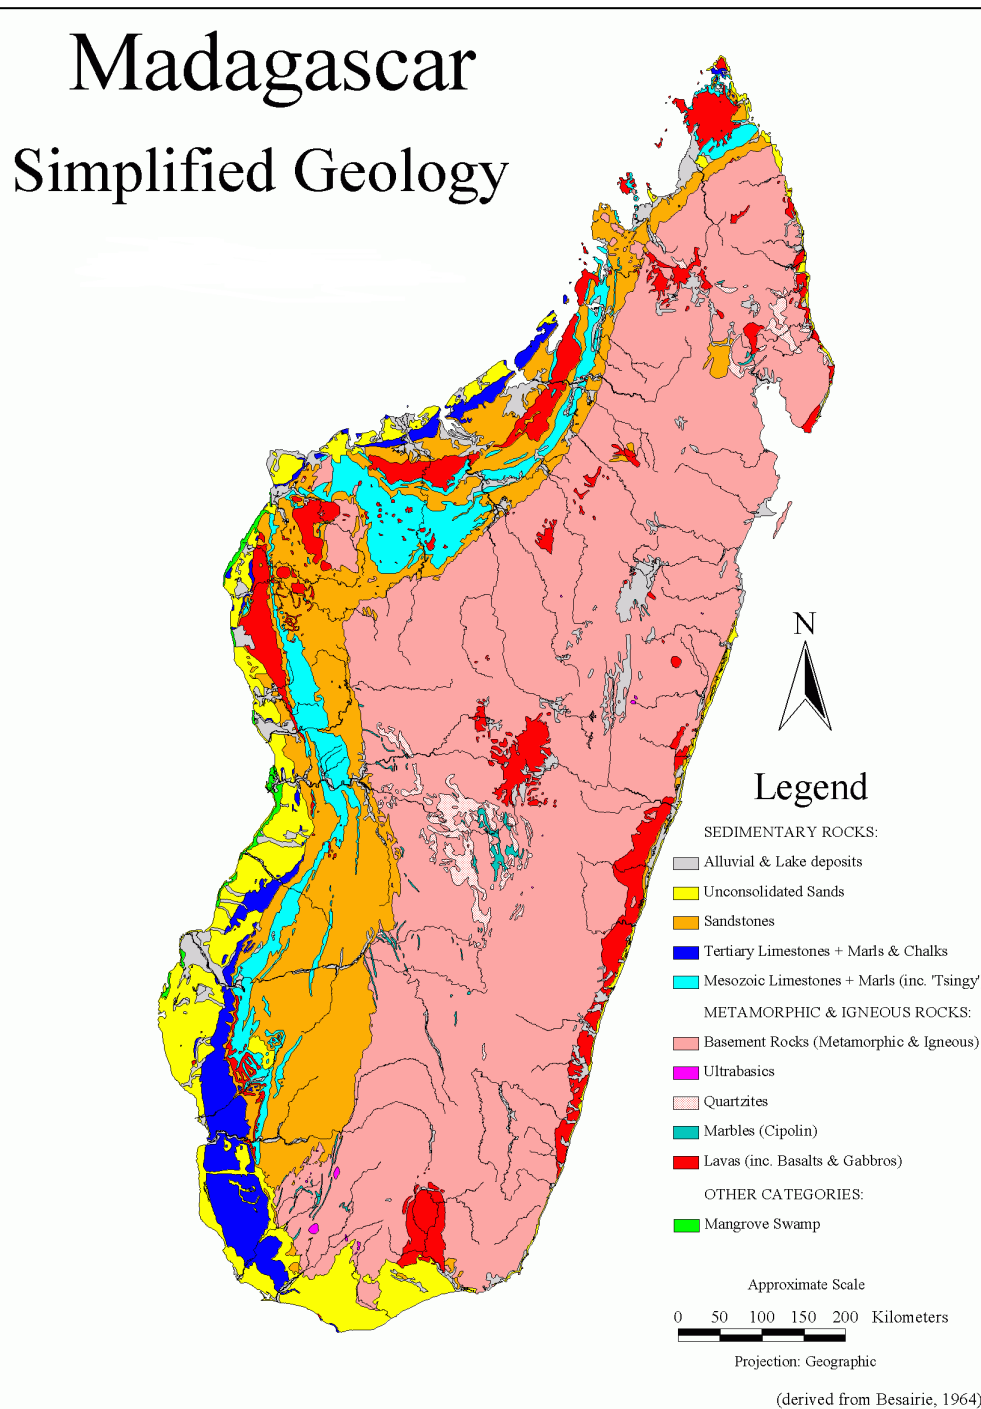 Madagascar
Simplified Geology
N
Legend
SEDIMENTARY ROCKS:
Alluvial & Lake deposits
Unconsolidated Sands
Sandstones
Tertiary Limestones + Marls & Chalks
Mesozoic Limestones + Marls (inc. 'Tsingy'
METAMORPHIC & IGNEOUS ROCKS:
Basement Rocks (Metamorphic & Igneous)
Ultrabasics
Quartzites
Marbles (Cipolin)
Lavas (inc. Basalts & Gabbros)
OTHER CATEGORIES:
Mangrove Swamp
Approximate Scale
0 50 100 150 200 Kilometers
Projection: Geographic
(derived from Besairie, 1964)